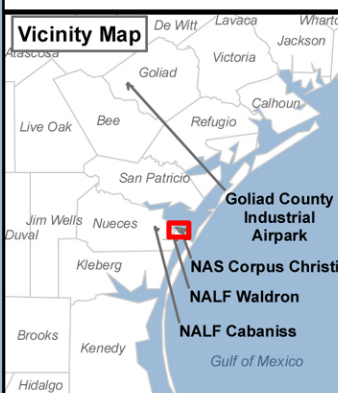 Vicinity Map
De Witt
Lavaca
Wharto
Jackson
Atascosa
Goliad
Victoria
Calhoun
Live Oak
Bee
Refugio
San Patricio
Goliad County
Industrial
Airpark
Jim Wells
Nueces
Duval
Kleberg
NAS Corpus Christi
NALF Waldron
NALF Cabaniss
Brooks
Kenedy
Gulf of Mexico
Hidalgo